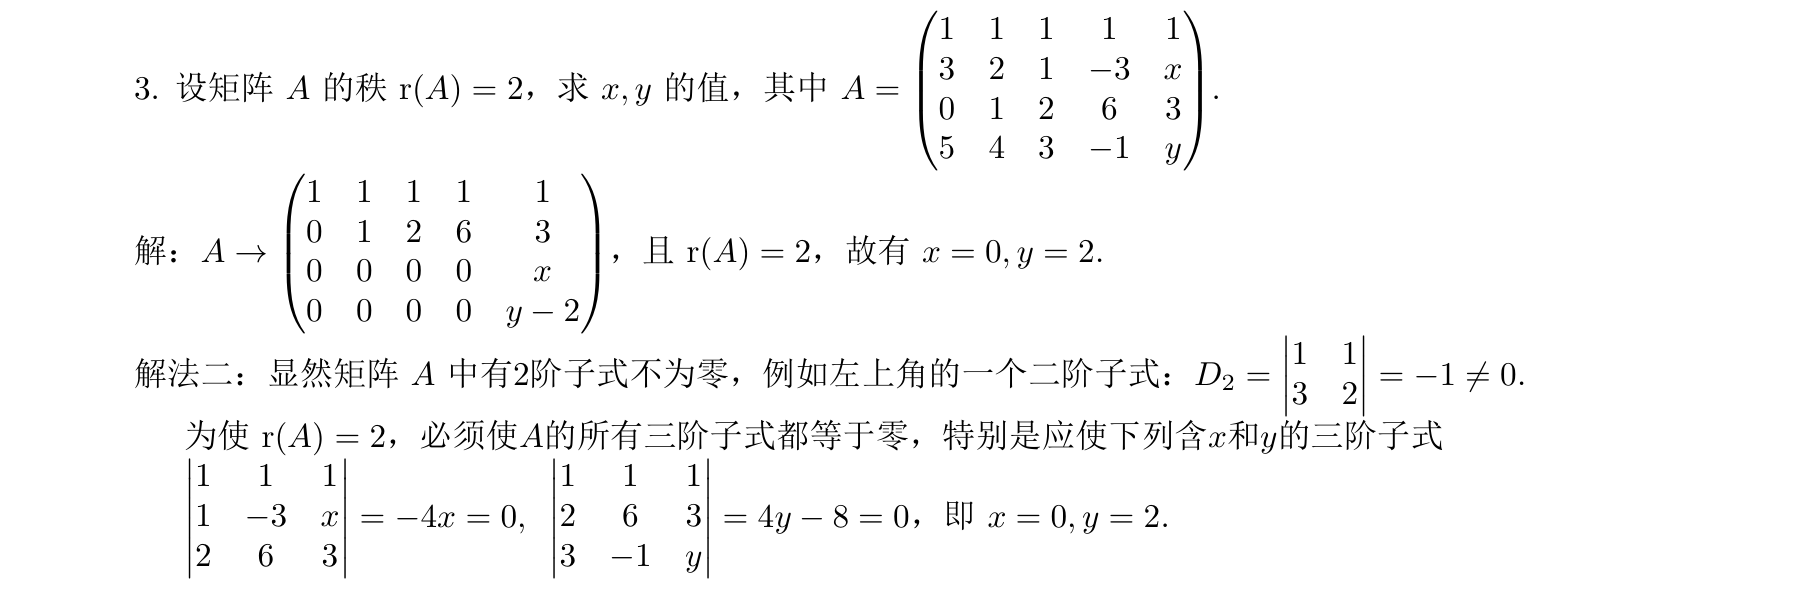 3. 设矩阵 A 的秩 r(A) = 2，求 x, y 的值，其中 A = \begin{pmatrix} 1 & 1 & 1 & 1 & 1 \\ 3 & 2 & 1 & -3 & x \\ 0 & 1 & 2 & 6 & 3 \\ 5 & 4 & 3 & -1 & y \end{pmatrix}.
解：A → \begin{pmatrix} 1 & 1 & 1 & 1 & 1 \\ 0 & 1 & 2 & 6 & 3 \\ 0 & 0 & 0 & 0 & x \\ 0 & 0 & 0 & 0 & y - 2 \end{pmatrix}，且 r(A) = 2，故有 x = 0, y = 2.
解法二：显然矩阵 A 中有2阶子式不为零，例如左上角的一个二阶子式：D_2 = \begin{vmatrix} 1 & 1 \\ 3 & 2 \end{vmatrix} = -1 ≠ 0.
为使 r(A) = 2，必须使A的所有三阶子式都等于零，特别是应使下列含x和y的三阶子式
\begin{vmatrix} 1 & 1 & 1 \\ 1 & -3 & x \\ 2 & 6 & 3 \end{vmatrix} = -4x = 0, \begin{vmatrix} 1 & 1 & 1 \\ 2 & 6 & 3 \\ 3 & -1 & y \end{vmatrix} = 4y - 8 = 0，即 x = 0, y = 2.